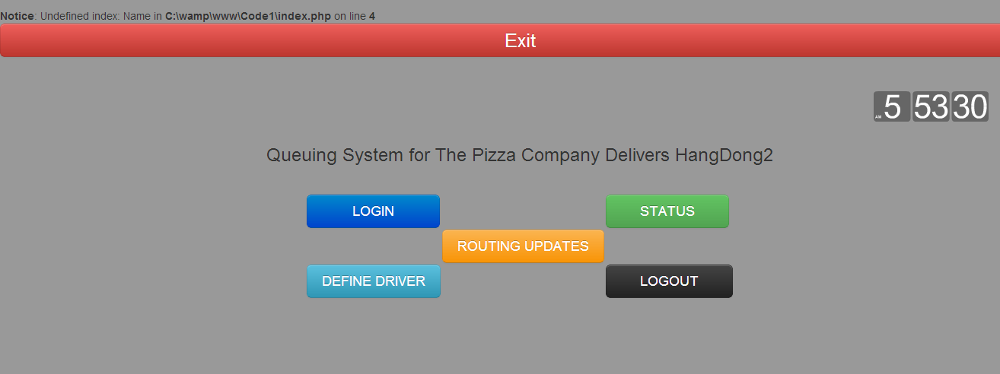 Notice: Undefined index: Name in C:\wamp\www\Code1\index.php on line 4
Exit
AM 5 53 30
Queuing System for The Pizza Company Delivers HangDong2
LOGIN STATUS
ROUTING UPDATES
DEFINE DRIVER LOGOUT